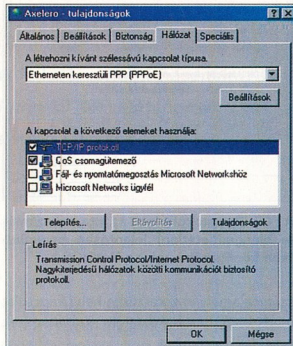 Axelero - tulajdonságok
Általános Beállítások Biztonság Hálózat Speciális
A létrehozni kívánt szélessávú kapcsolat típusa.
Etherneten keresztüli PPP (PPPoE)
Beállítások
A kapcsolat a következő elemeket használja:
TCP/IP protokoll
QoS csomagütemező
Fájl- és nyomtatómegosztás Microsoft Networkshöz
Microsoft Networks ügyfél
Telepítés...
Eltávolítás
Tulajdonságok
Leírás
Transmission Control Protocol/Internet Protocol.
Nagykiterjedésű hálózatok közötti kommunikációt biztosító
protokoll.
OK
Mégse